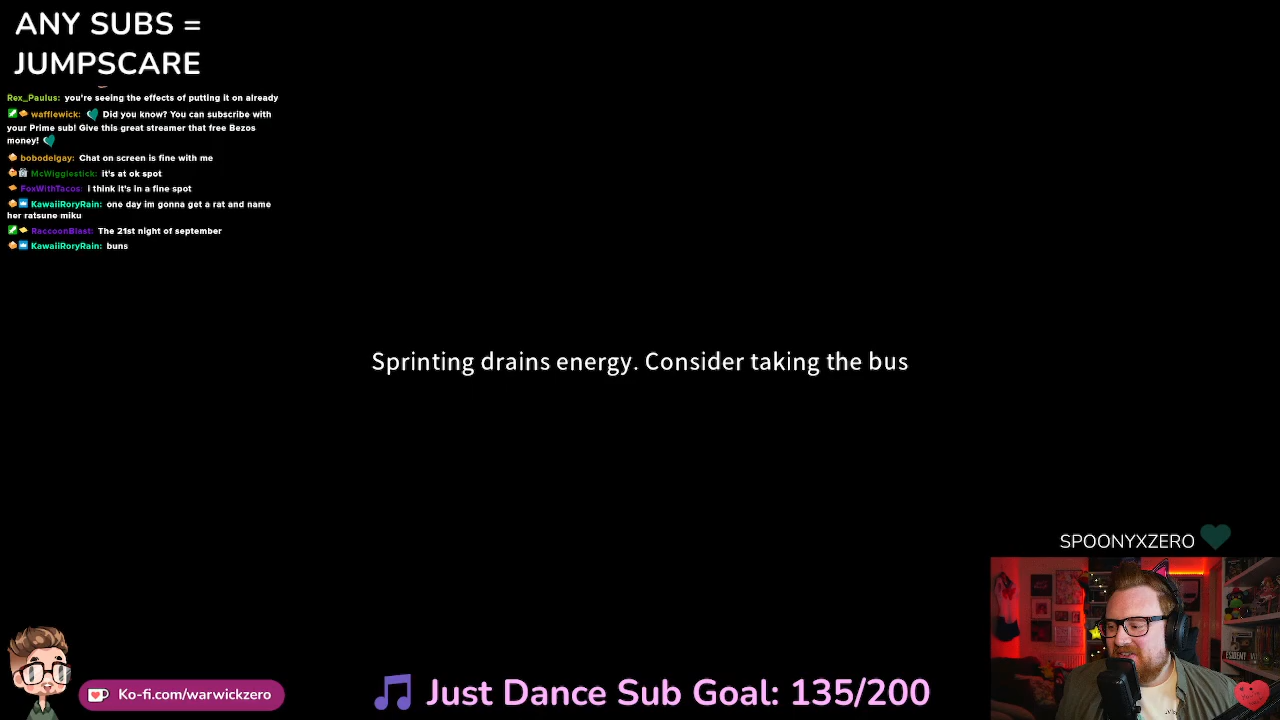 ANY SUBS =
JUMPSCARE
Rex_Paulus: you're seeing the effects of putting it on already
wafflewick: Did you know? You can subscribe with
your Prime sub! Give this great streamer that free Bezos
money!
bobodelgay: Chat on screen is fine with me
McWigglestick: it's at ok spot
FoxWithTacos: i think it's in a fine spot
KawaiiRoryRain: one day im gonna get a rat and name
her ratsune miku
RaccoonBlast: The 21st night of september
KawaiiRoryRain: buns
Sprinting drains energy. Consider taking the bus
SPOONYXZERO
Ko-fi.com/warwickzero
Just Dance Sub Goal: 135/200